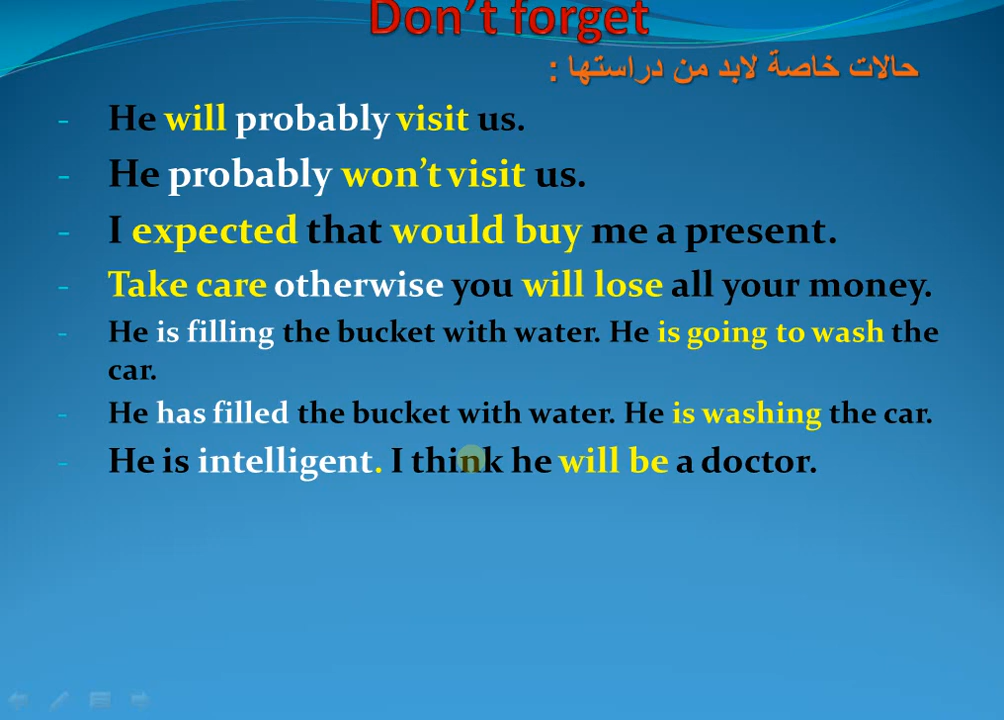 Don't forget
حالات خاصة لابد من دراستها :
- He will probably visit us.
- He probably won't visit us.
- I expected that would buy me a present.
- Take care otherwise you will lose all your money.
- He is filling the bucket with water. He is going to wash the
car.
- He has filled the bucket with water. He is washing the car.
- He is intelligent. I think he will be a doctor.